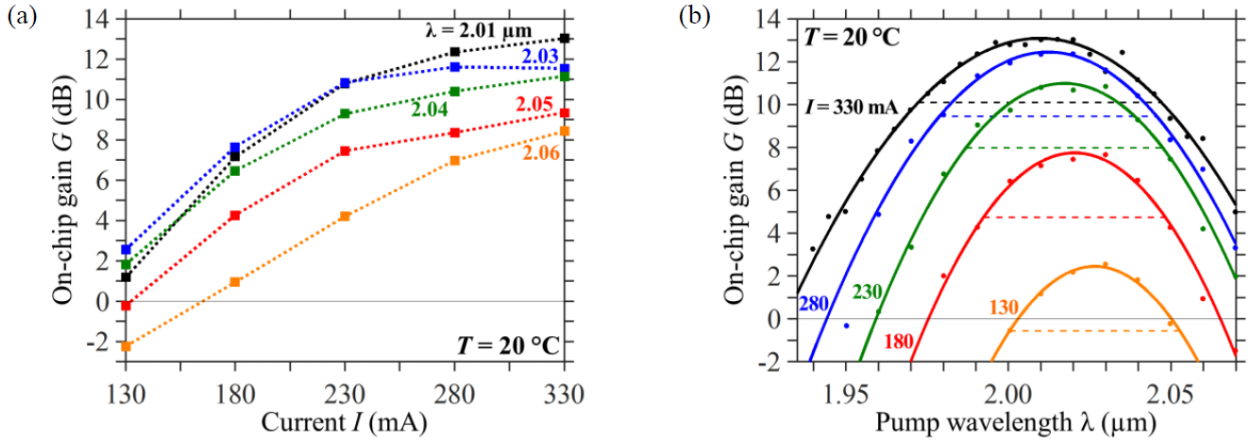 (a)
14
12
10
8
6
4
2
0
-2
On-chip gain G (dB)
λ = 2.01 µm
2.03
2.04
2.05
2.06
T = 20 °C
130 180 230 280 330
Current I (mA)
(b)
14
12
10
8
6
4
2
0
-2
On-chip gain G (dB)
T = 20 °C
I = 330 mA
280
230
180
130
1.95 2.00 2.05
Pump wavelength λ (µm)